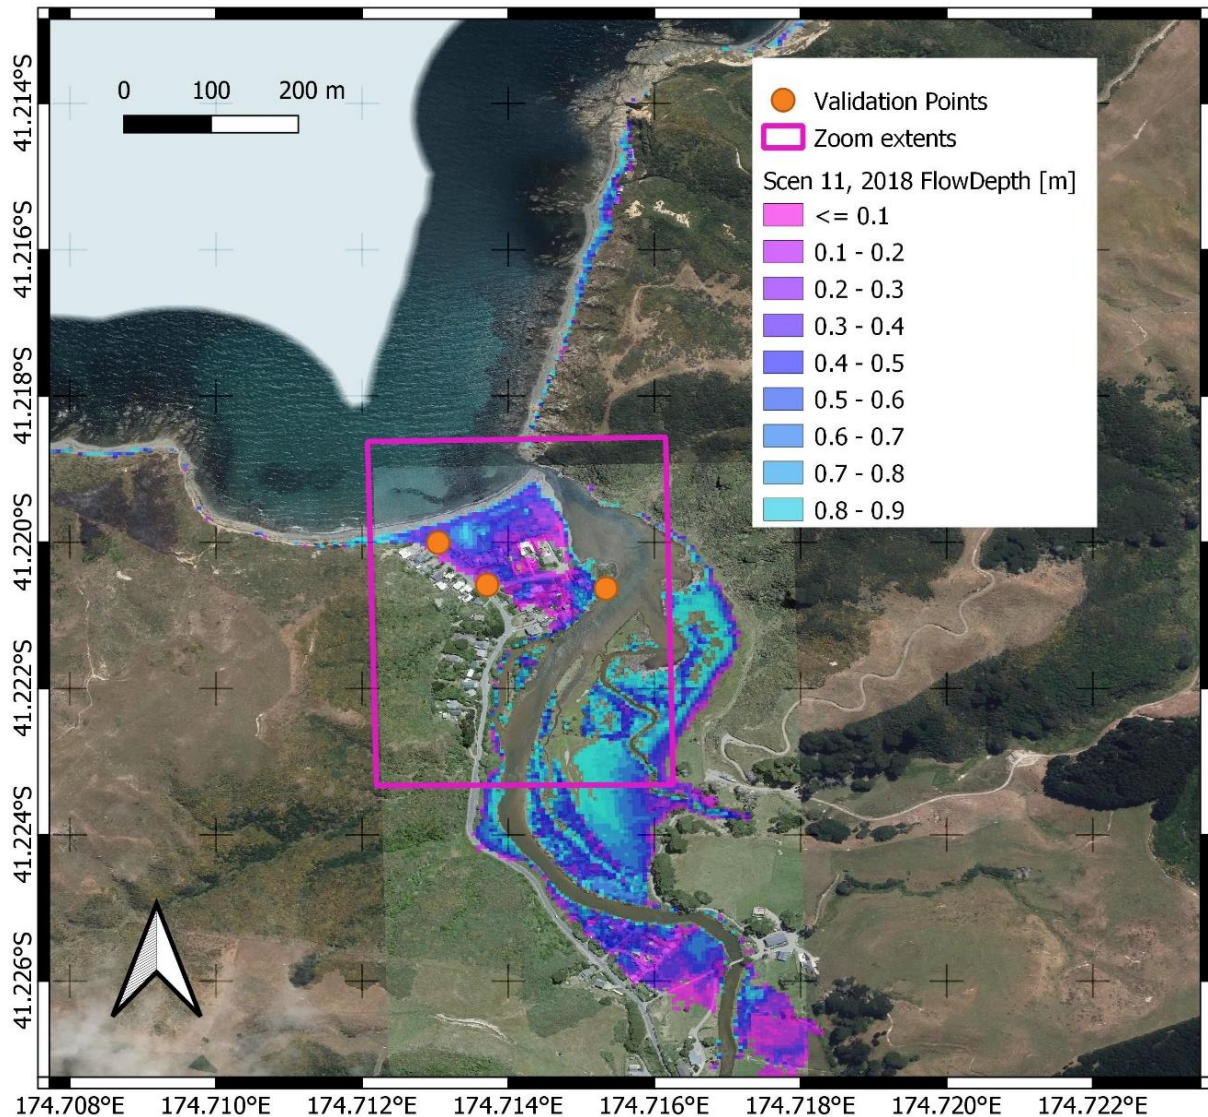 0 100 200 m
Validation Points
Zoom extents
Scen 11, 2018 FlowDepth [m]
<= 0.1
0.1 - 0.2
0.2 - 0.3
0.3 - 0.4
0.4 - 0.5
0.5 - 0.6
0.6 - 0.7
0.7 - 0.8
0.8 - 0.9
41.214°S
41.216°S
41.218°S
41.220°S
41.222°S
41.224°S
41.226°S
174.708°E 174.710°E 174.712°E 174.714°E 174.716°E 174.718°E 174.720°E 174.722°E